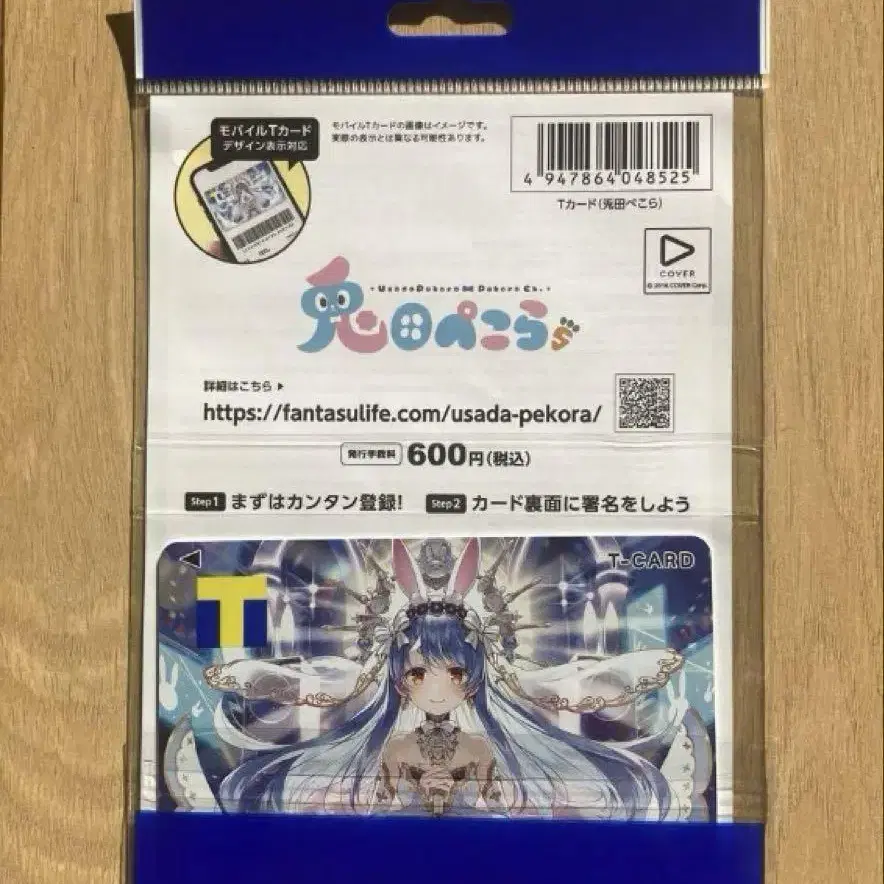 モバイルTカード
デザイン表示対応
モバイルTカードの画像はイメージです。
実際の表示とは異なる可能性があります。
4 947864 048525
Tカード(兎田ぺこら)
COVER
© 2016 COVER Corp.
UsadaPekora Pekora Ch.
兎田ぺこら
詳細はこちら
https://fantasulife.com/usada-pekora/
発行手数料 600円(税込)
Step1 まずはカンタン登録! Step2 カード裏面に署名をしよう
T-CARD
T